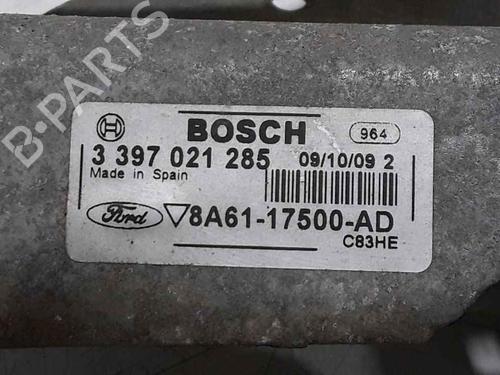 B-PARTS
BOSCH
964
3 397 021 285
09/10/09 2
Made in Spain
Ford
8A61-17500-AD
C83HE